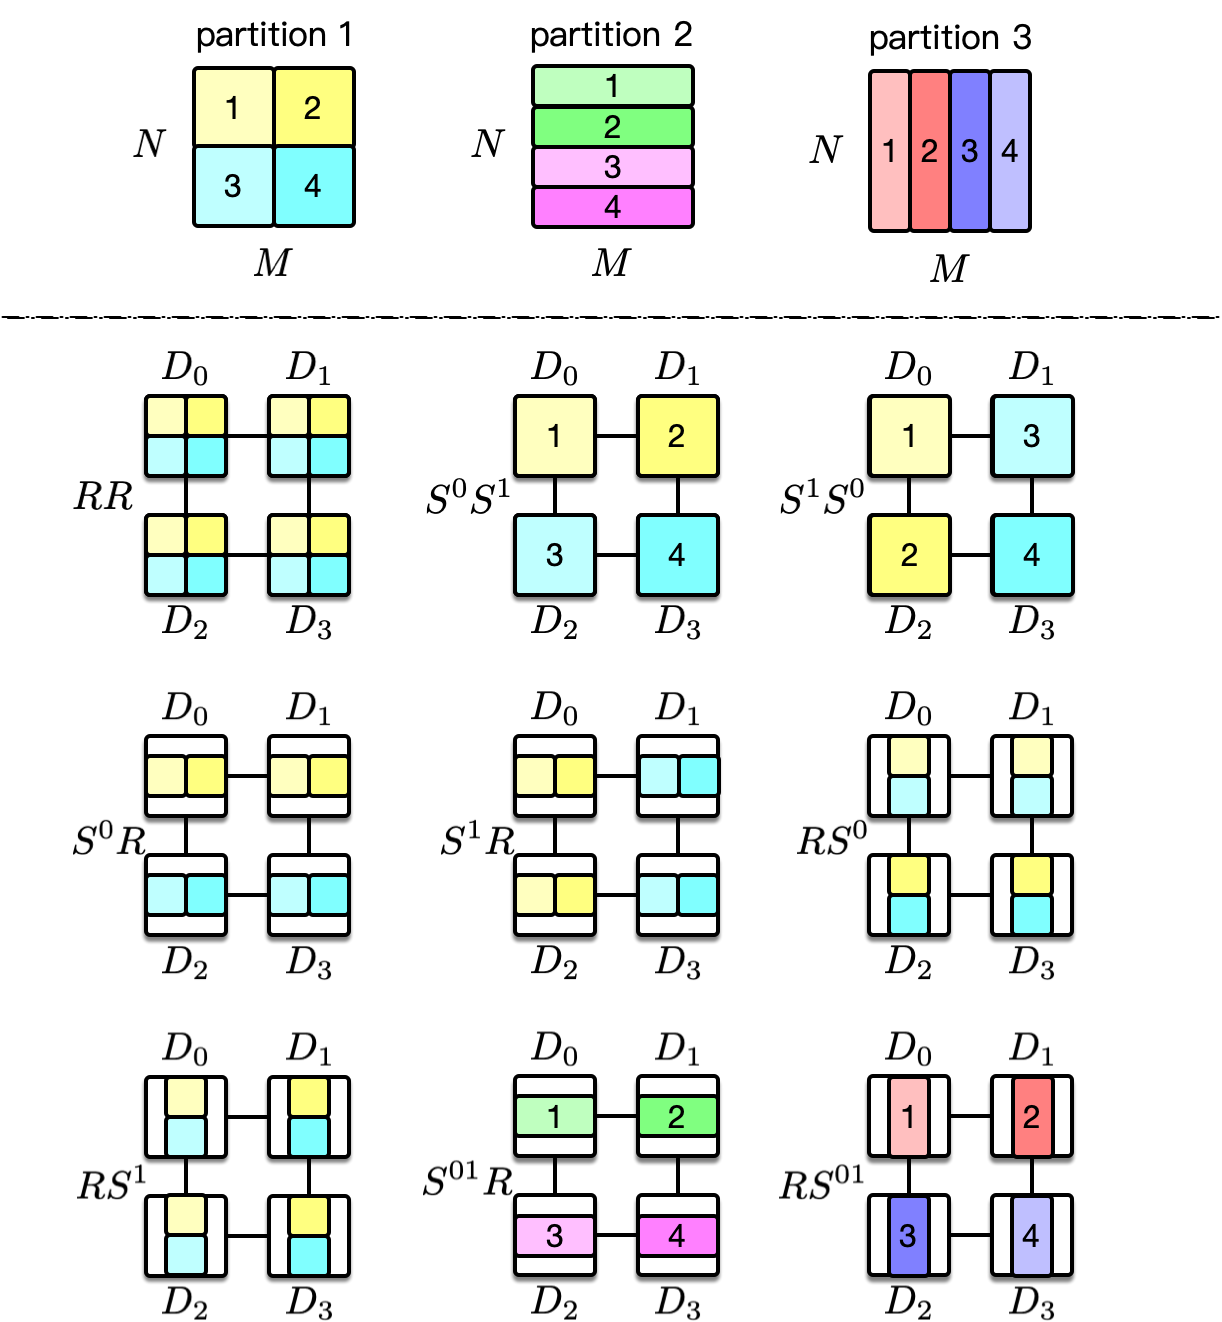 partition 1 partition 2 partition 3
1 2
3 4
N
M
1
2
3
4
N
M
1 2 3 4
N
M
D₀ D₁
RR
D₂ D₃
D₀ D₁
1 2
S⁰S¹
3 4
D₂ D₃
D₀ D₁
1 3
S¹S⁰
2 4
D₂ D₃
D₀ D₁
S⁰R
D₂ D₃
D₀ D₁
S¹R
D₂ D₃
D₀ D₁
RS⁰
D₂ D₃
D₀ D₁
RS¹
D₂ D₃
D₀ D₁
1 2
S⁰¹R
3 4
D₂ D₃
D₀ D₁
1 2
RS⁰¹
3 4
D₂ D₃